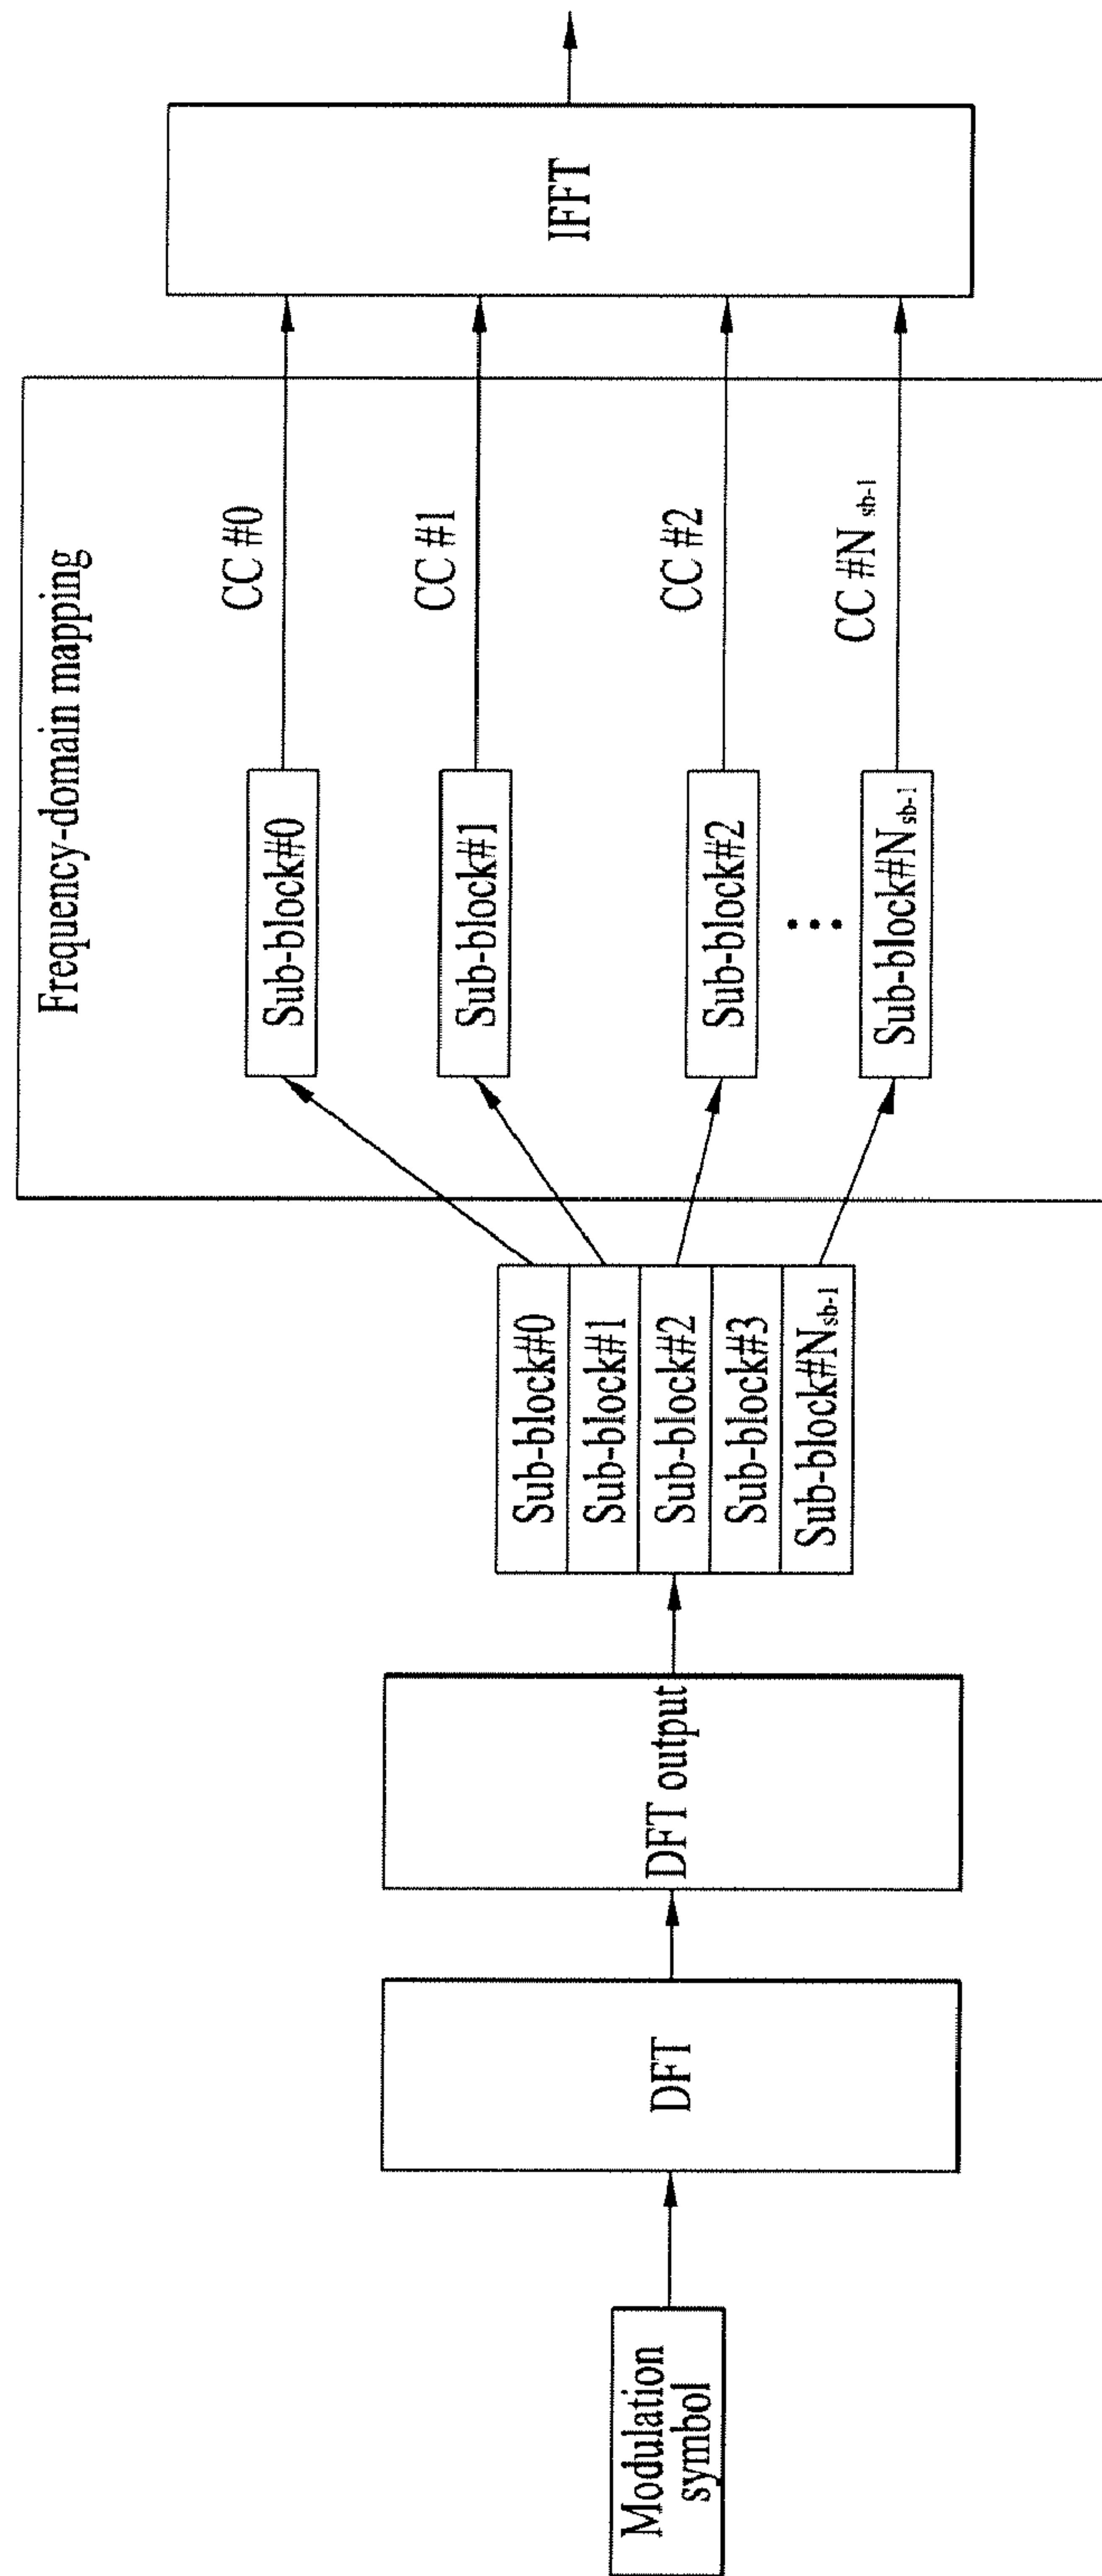 Modulation
symbol
DFT
DFT output
Sub-block#0
Sub-block#1
Sub-block#2
Sub-block#3
Sub-block#Nsb-1
Frequency-domain mapping
Sub-block#0
CC #0
Sub-block#1
CC #1
Sub-block#2
CC #2
Sub-block#Nsb-1
CC #N sb-1
IFFT